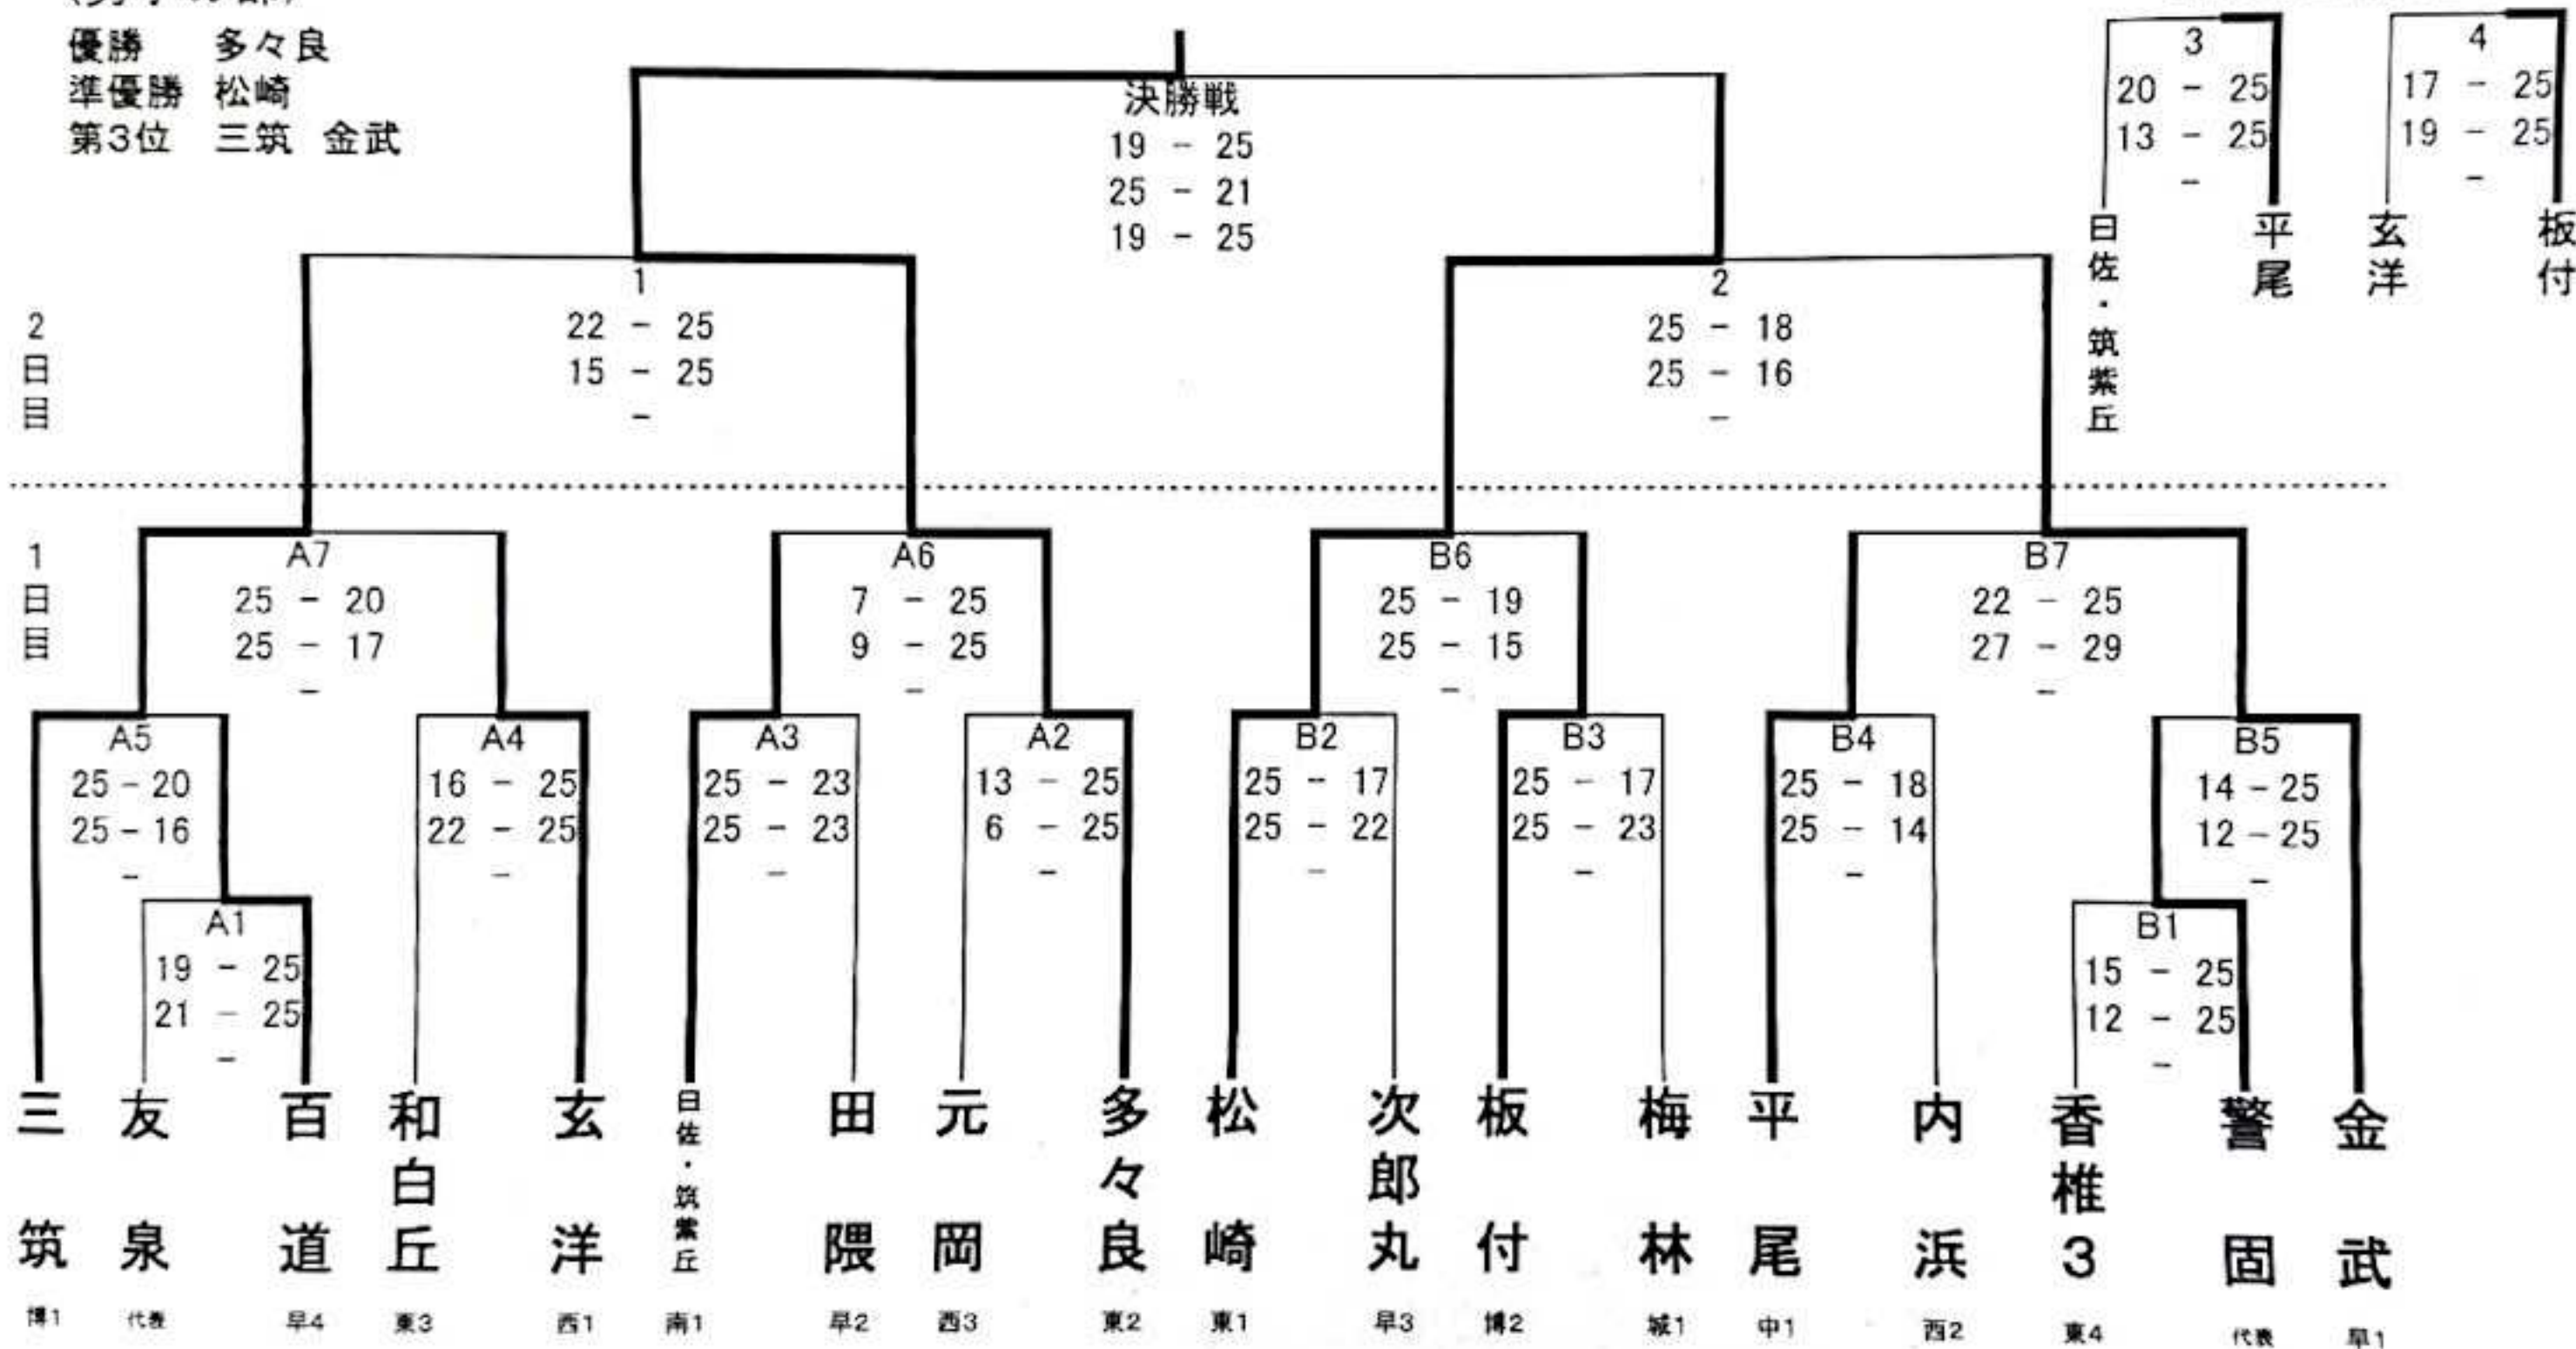 優勝 多々良
準優勝 松崎
第3位 三筑 金武
決勝戦
19 - 25
25 - 21
19 - 25
3
20 - 25
13 - 25
-
日佐・筑紫丘
平尾
4
17 - 25
19 - 25
-
玄洋
板付
2日目
1
22 - 25
15 - 25
-
2
25 - 18
25 - 16
-
1日目
A7
25 - 20
25 - 17
-
A6
7 - 25
9 - 25
-
B6
25 - 19
25 - 15
-
B7
22 - 25
27 - 29
-
A5
25 - 20
25 - 16
-
A4
16 - 25
22 - 25
-
A3
25 - 23
25 - 23
-
A2
13 - 25
6 - 25
-
B2
25 - 17
25 - 22
-
B3
25 - 17
25 - 23
-
B4
25 - 18
25 - 14
-
B5
14 - 25
12 - 25
-
A1
19 - 25
21 - 25
-
B1
15 - 25
12 - 25
-
三筑
友泉
百道
和白丘
玄洋
日佐・筑紫丘
田隈
元岡
多々良
松崎
次郎丸
板付
梅林
平尾
内浜
香椎3
警固
金武
博1 代表 早4 東3 西1 南1 早2 西3 東2 東1 早3 博2 城1 中1 西2 東4 代表 早1